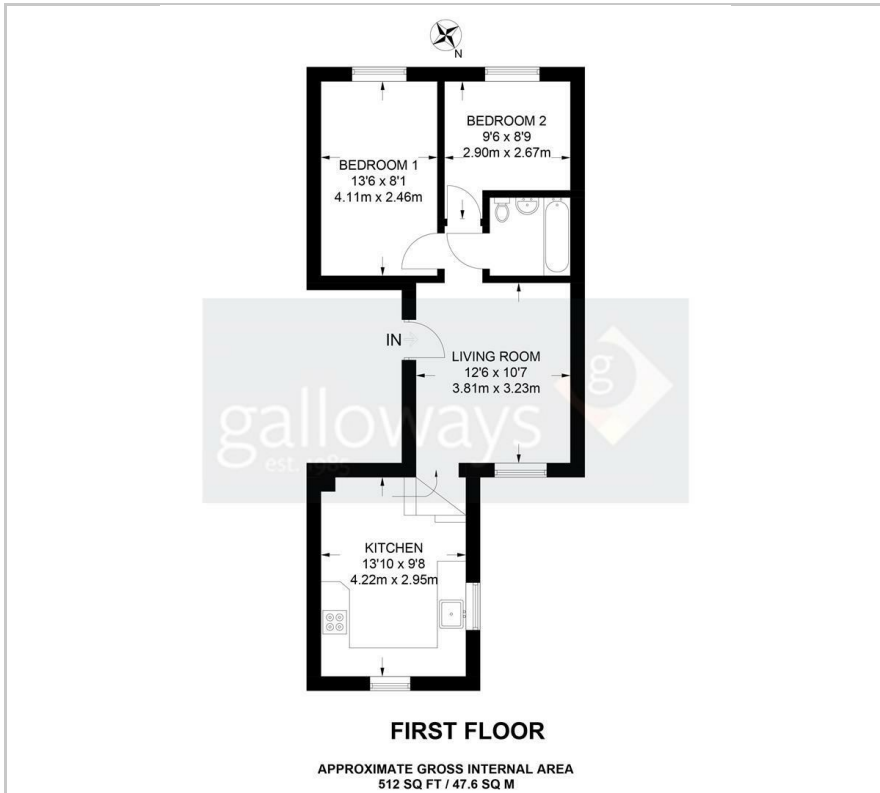 N
BEDROOM 2
9'6 x 8'9
2.90m x 2.67m
BEDROOM 1
13'6 x 8'1
4.11m x 2.46m
IN
LIVING ROOM
12'6 x 10'7
3.81m x 3.23m
g
galloways
est. 1985
KITCHEN
13'10 x 9'8
4.22m x 2.95m
FIRST FLOOR
APPROXIMATE GROSS INTERNAL AREA
512 SQ FT / 47.6 SQ M